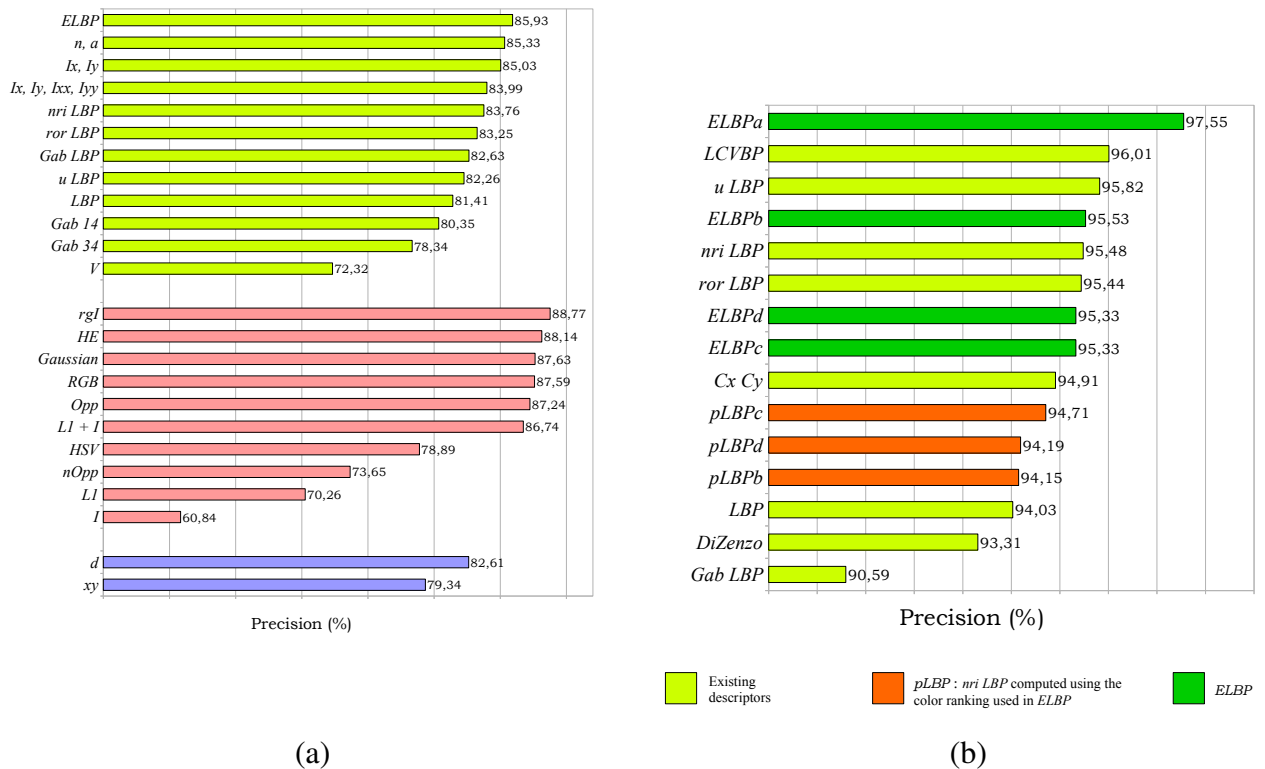 ELBP 85,93
n, a 85,33
Ix, Iy 85,03
Ix, Iy, Ixx, Iyy 83,99
nri LBP 83,76
ror LBP 83,25
Gab LBP 82,63
u LBP 82,26
LBP 81,41
Gab 14 80,35
Gab 34 78,34
V 72,32
rgI 88,77
HE 88,14
Gaussian 87,63
RGB 87,59
Opp 87,24
L1 + I 86,74
HSV 78,89
nOpp 73,65
L1 70,26
I 60,84
d 82,61
xy 79,34
Precision (%)
(a)
ELBPa 97,55
LCVBP 96,01
u LBP 95,82
ELBPb 95,53
nri LBP 95,48
ror LBP 95,44
ELBPd 95,33
ELBPc 95,33
Cx Cy 94,91
pLBPc 94,71
pLBPd 94,19
pLBPb 94,15
LBP 94,03
DiZenzo 93,31
Gab LBP 90,59
Precision (%)
Existing
descriptors
pLBP : nri LBP computed using the
color ranking used in ELBP
ELBP
(b)